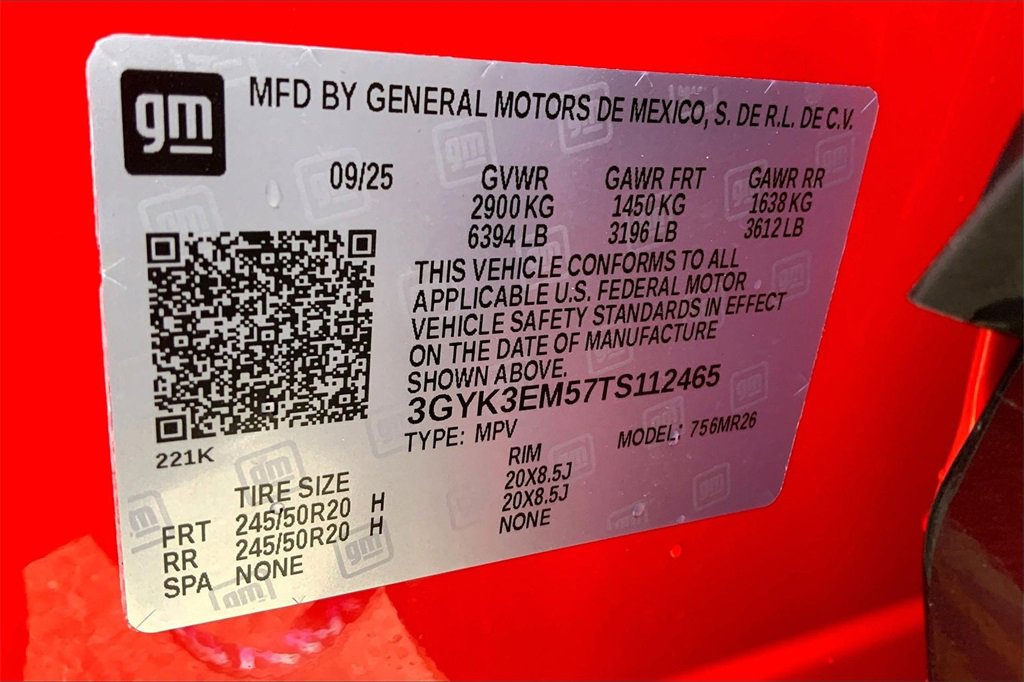 gm
MFD BY GENERAL MOTORS DE MEXICO, S. DE R.L. DE C.V.
09/25 GVWR GAWR FRT GAWR RR
2900 KG 1450 KG 1638 KG
6394 LB 3196 LB 3612 LB
THIS VEHICLE CONFORMS TO ALL
APPLICABLE U.S. FEDERAL MOTOR
VEHICLE SAFETY STANDARDS IN EFFECT
ON THE DATE OF MANUFACTURE
SHOWN ABOVE.
3GYK3EM57TS112465
TYPE: MPV MODEL: 756MR26
221K
TIRE SIZE RIM
FRT 245/50R20 H 20X8.5J
RR 245/50R20 H 20X8.5J
SPA NONE NONE